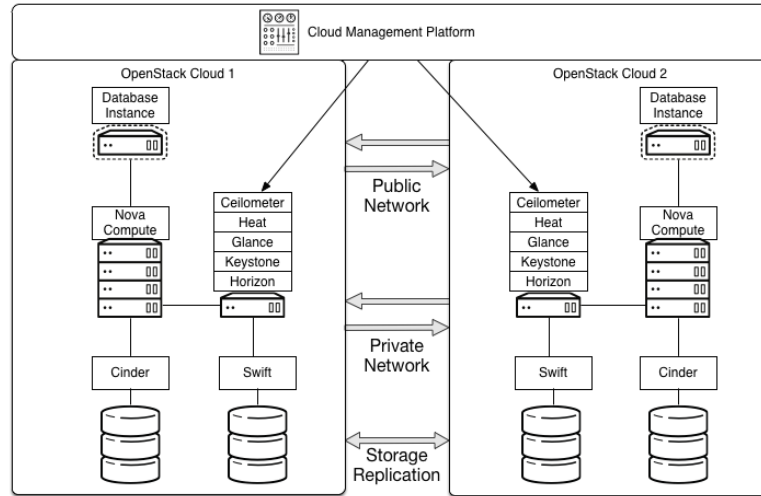 Cloud Management Platform
OpenStack Cloud 1
Database
Instance
Nova
Compute
Ceilometer
Heat
Glance
Keystone
Horizon
Cinder
Swift
Public
Network
Private
Network
Storage
Replication
OpenStack Cloud 2
Database
Instance
Ceilometer
Heat
Glance
Keystone
Horizon
Nova
Compute
Swift
Cinder